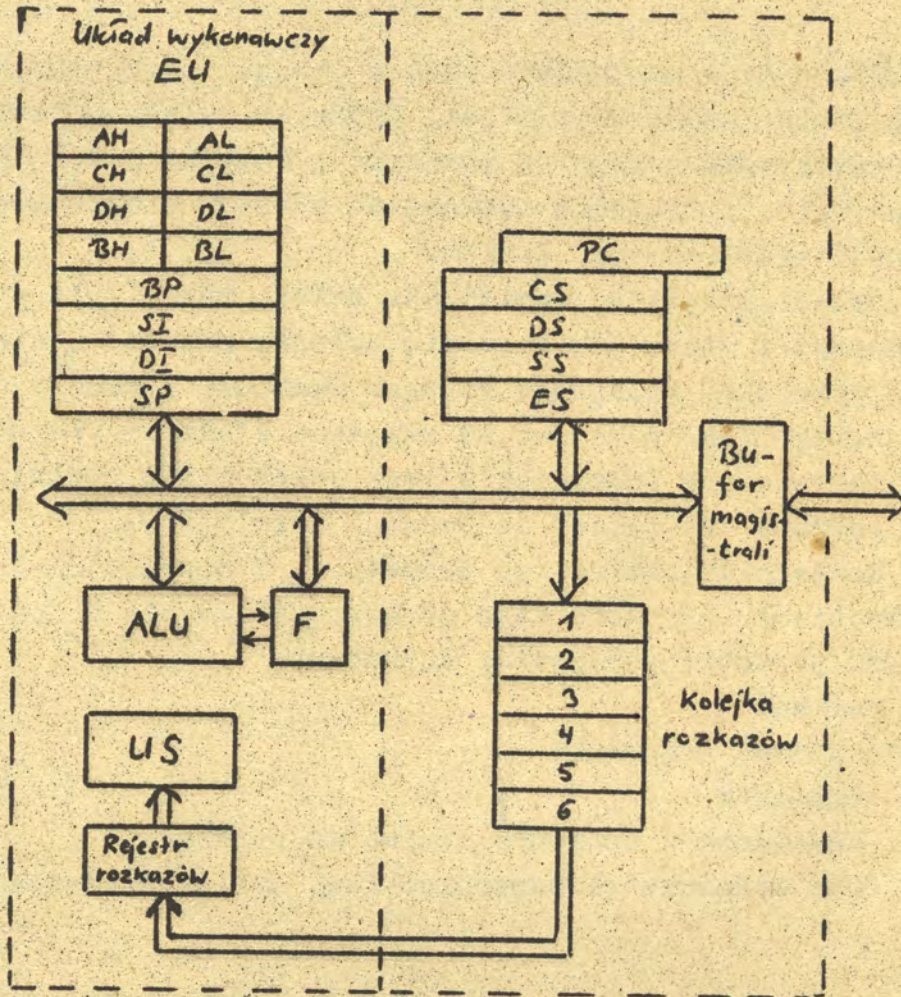 Układ wykonawczy
EU
AH AL
CH CL
DH DL
BH BL
BP
SI
DI
SP
PC
CS
DS
SS
ES
Bu-
for
magis-
-trali
ALU
F
US
Rejestr
rozkazów
1
2
3
4
5
6
Kolejka
rozkazów